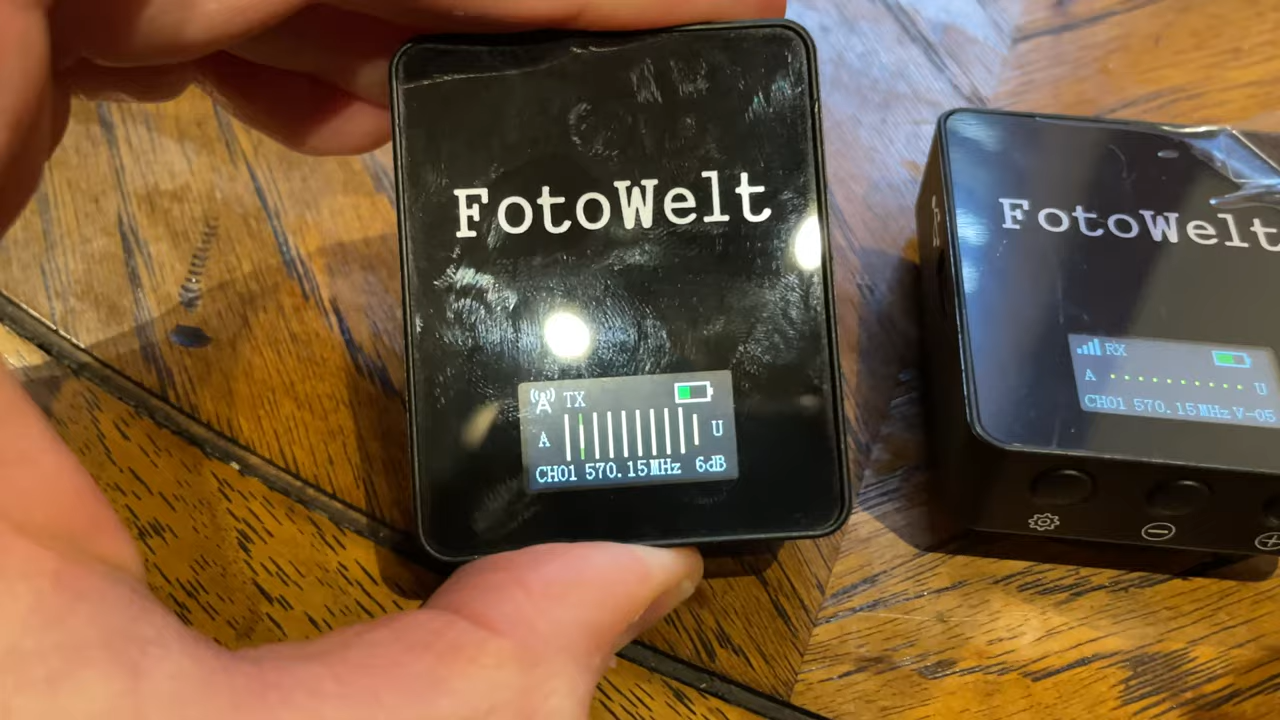 FotoWelt
TX
A U
CH01 570.15MHz 6dB
FotoWelt
RX
A U
CH01 570.15MHz V-05